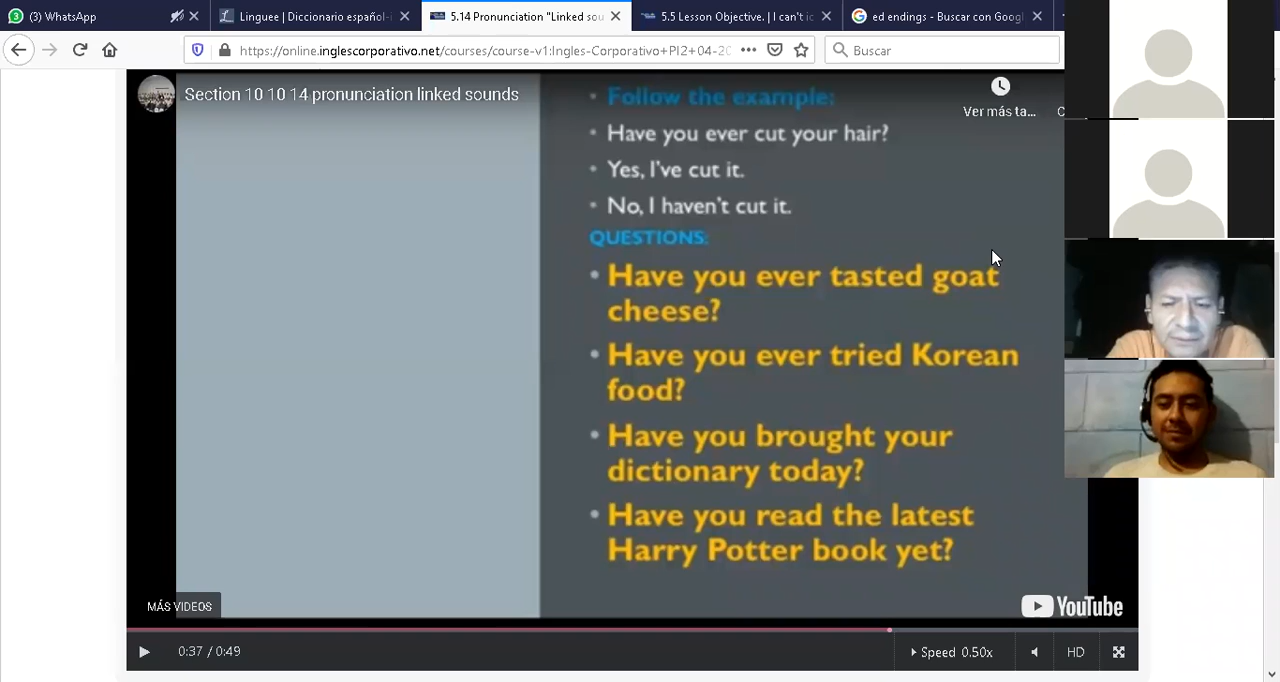 (3) WhatsApp
Linguee | Diccionario español-i
5.14 Pronunciation "Linked sou
5.5 Lesson Objective. | I can't ic
ed endings - Buscar con Googl
https://online.inglescorporativo.net/courses/course-v1:Ingles-Corporativo+PI2+04-20
Buscar
Section 10 10 14 pronunciation linked sounds
Ver más ta...
• Follow the example:
• Have you ever cut your hair?
• Yes, I've cut it.
• No, I haven't cut it.
QUESTIONS:
• Have you ever tasted goat
cheese?
• Have you ever tried Korean
food?
• Have you brought your
dictionary today?
• Have you read the latest
Harry Potter book yet?
MÁS VIDEOS
YouTube
0:37 / 0:49
Speed 0.50x
HD